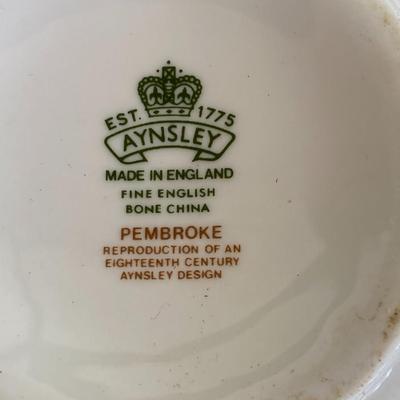 EST. 1775
AYNSLEY
MADE IN ENGLAND
FINE ENGLISH
BONE CHINA
PEMBROKE
REPRODUCTION OF AN
EIGHTEENTH CENTURY
AYNSLEY DESIGN